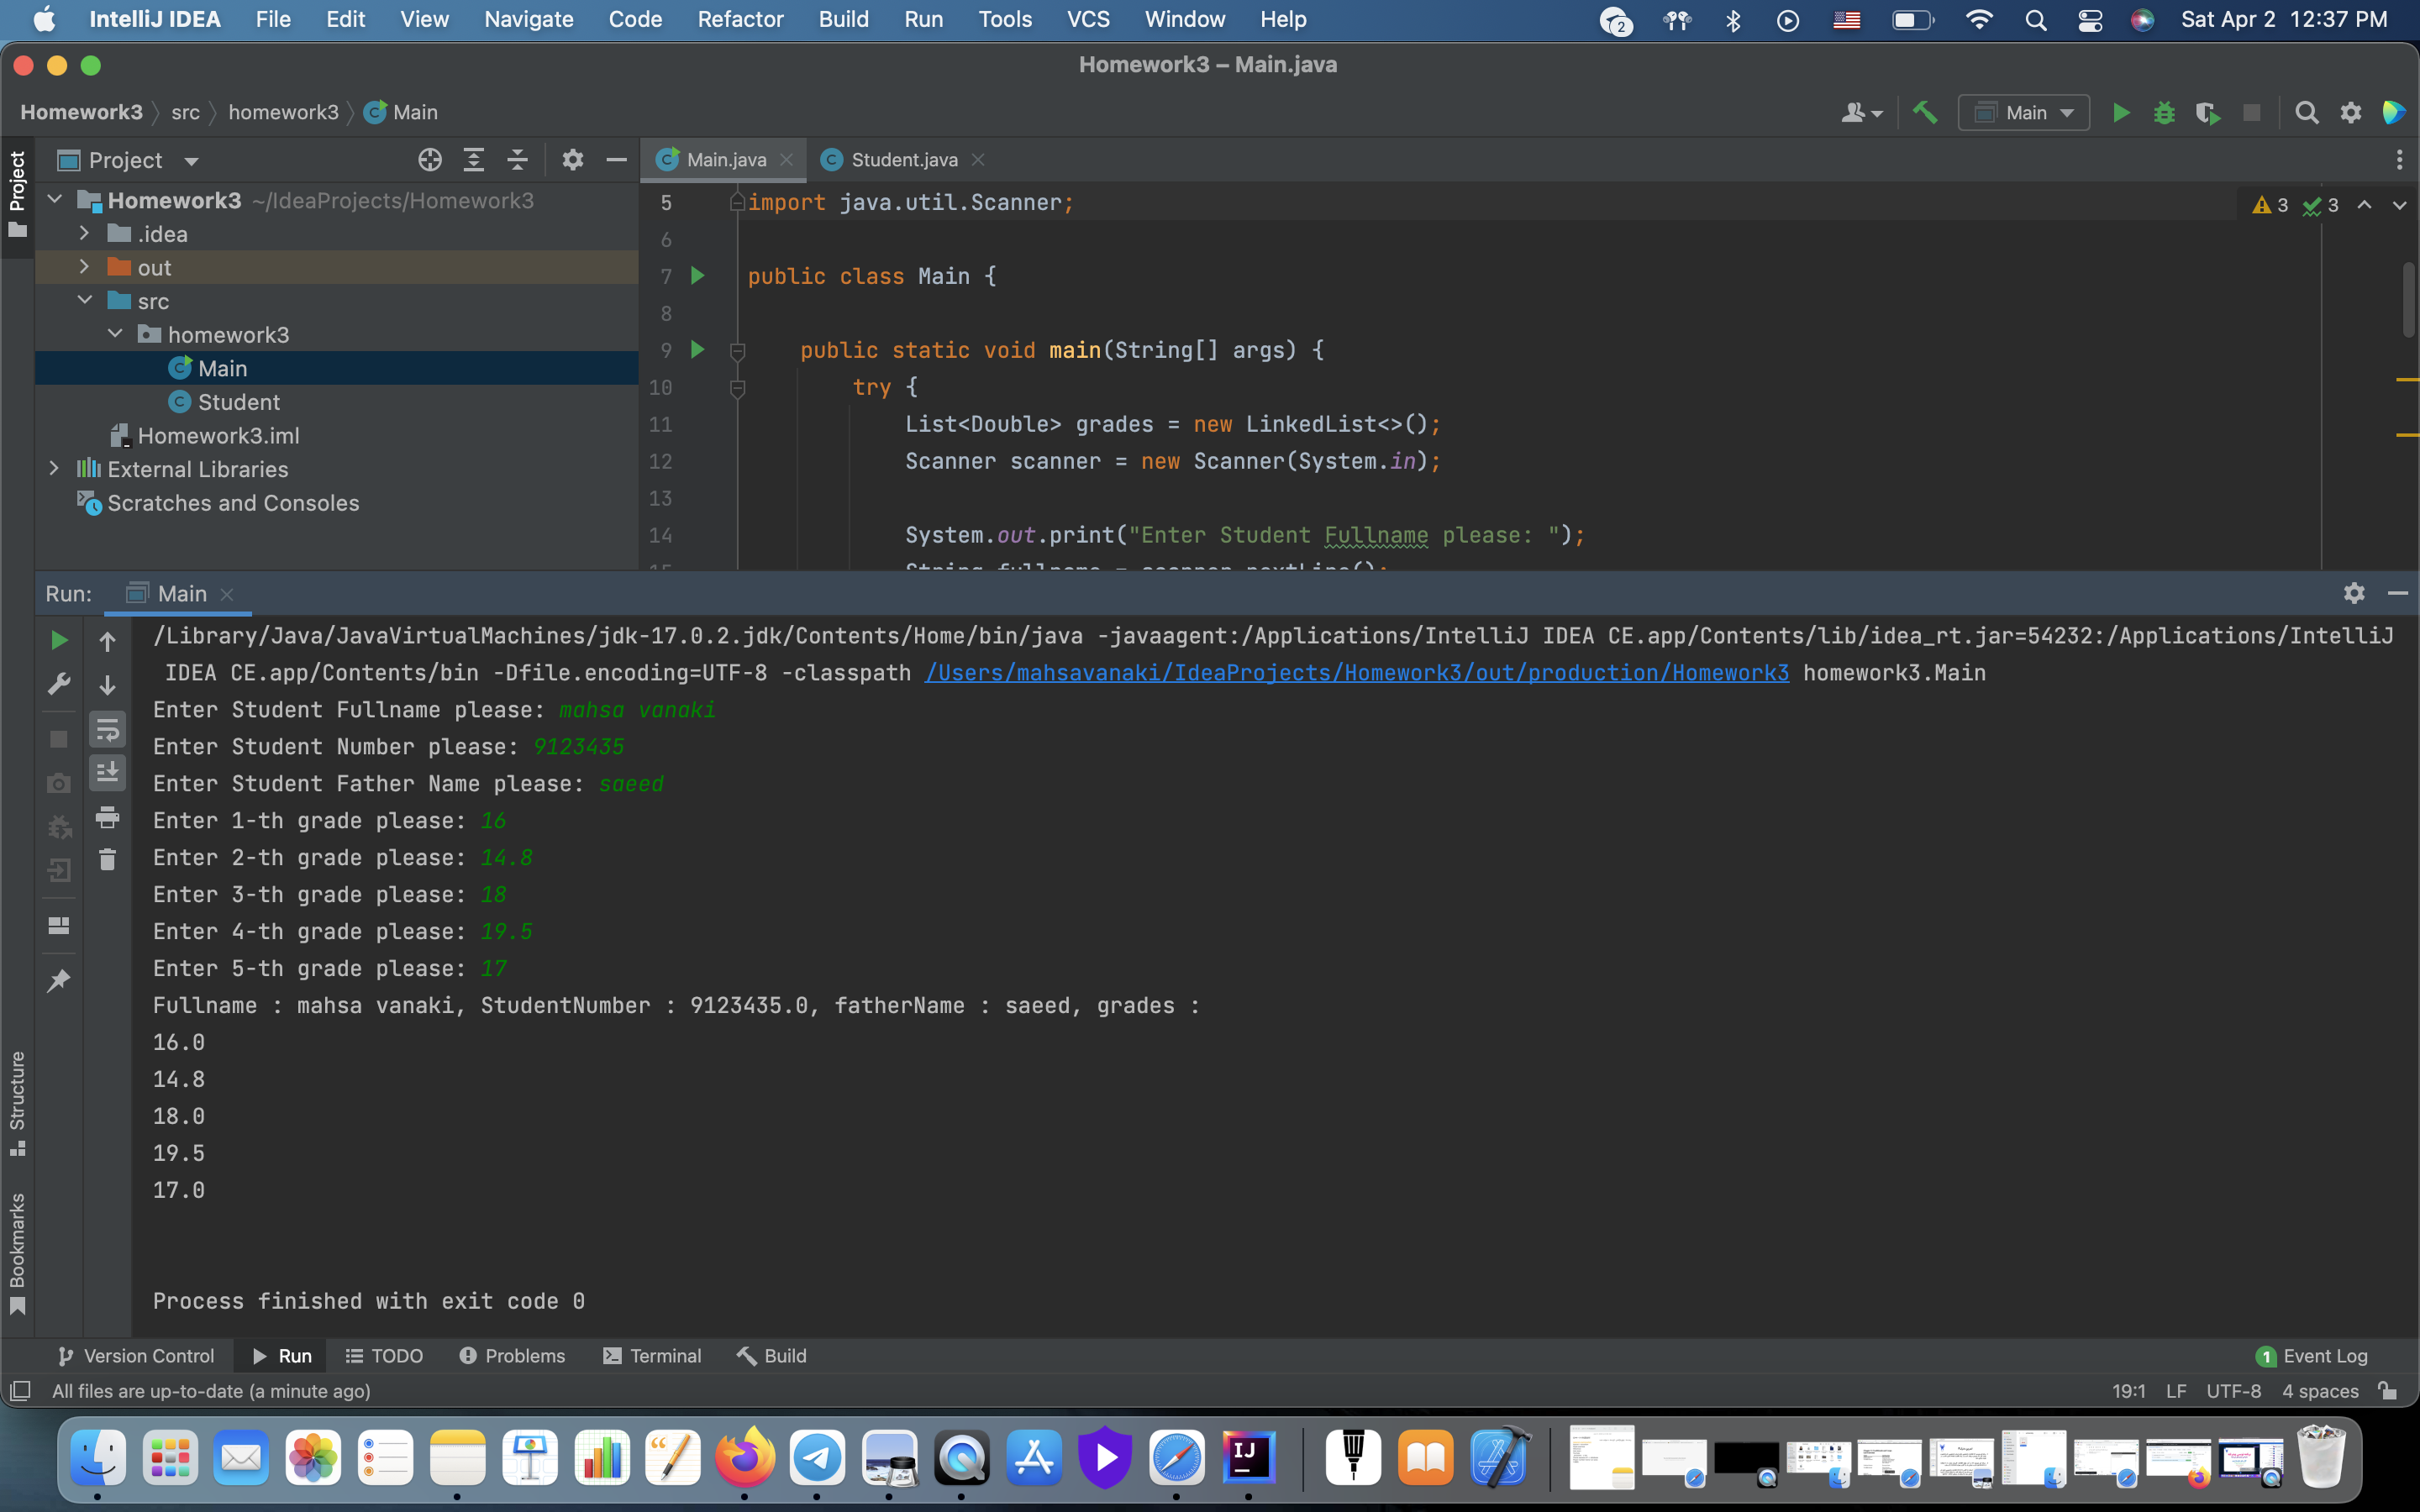 IntelliJ IDEA File Edit View Navigate Code Refactor Build Run Tools VCS Window Help 2 Sat Apr 2 12:37 PM
Homework3 – Main.java
Homework3 src homework3 Main Main
Project
Project
Main.java Student.java
Homework3 ~/IdeaProjects/Homework3
.idea
out
src
homework3
Main
Student
Homework3.iml
External Libraries
Scratches and Consoles
3 3
5 import java.util.Scanner;
6
7 public class Main {
8
9 public static void main(String[] args) {
10 try {
11 List<Double> grades = new LinkedList<>();
12 Scanner scanner = new Scanner(System.in);
13
14 System.out.print("Enter Student Fullname please: ");
15 String fullname = scanner.nextLine();
Run: Main
/Library/Java/JavaVirtualMachines/jdk-17.0.2.jdk/Contents/Home/bin/java -javaagent:/Applications/IntelliJ IDEA CE.app/Contents/lib/idea_rt.jar=54232:/Applications/IntelliJ
IDEA CE.app/Contents/bin -Dfile.encoding=UTF-8 -classpath /Users/mahsavanaki/IdeaProjects/Homework3/out/production/Homework3 homework3.Main
Enter Student Fullname please: mahsa vanaki
Enter Student Number please: 9123435
Enter Student Father Name please: saeed
Enter 1-th grade please: 16
Enter 2-th grade please: 14.8
Enter 3-th grade please: 18
Enter 4-th grade please: 19.5
Enter 5-th grade please: 17
Fullname : mahsa vanaki, StudentNumber : 9123435.0, fatherName : saeed, grades :
16.0
14.8
18.0
19.5
17.0
Process finished with exit code 0
Structure
Bookmarks
Version Control Run TODO Problems Terminal Build 1 Event Log
All files are up-to-date (a minute ago) 19:1 LF UTF-8 4 spaces
IJ